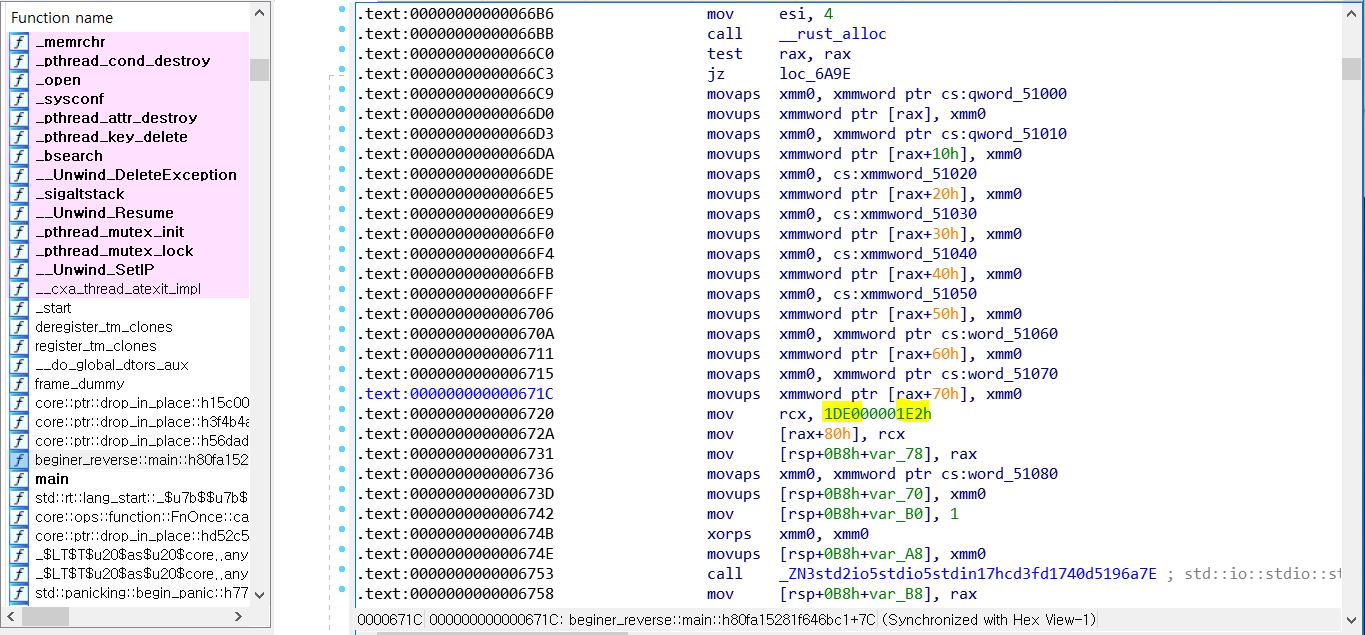 Function name
f _memrchr
f _pthread_cond_destroy
f _open
f _sysconf
f _pthread_attr_destroy
f _pthread_key_delete
f _bsearch
f __Unwind_DeleteException
f _sigaltstack
f __Unwind_Resume
f _pthread_mutex_init
f _pthread_mutex_lock
f __Unwind_SetIP
f __cxa_thread_atexit_impl
f _start
f deregister_tm_clones
f register_tm_clones
f __do_global_dtors_aux
f frame_dummy
f core::ptr::drop_in_place::h15c00
f core::ptr::drop_in_place::h3f4b4a
f core::ptr::drop_in_place::h56dad
f beginer_reverse::main::h80fa152
f main
f std::rt::lang_start::_$u7b$$u7b$
f core::ops::function::FnOnce::ca
f core::ptr::drop_in_place::hd52c5
f _$LT$T$u20$as$u20$core..any
f _$LT$T$u20$as$u20$core..any
f std::panicking::begin_panic::h77
.text:00000000000066B6 mov esi, 4
.text:00000000000066BB call __rust_alloc
.text:00000000000066C0 test rax, rax
.text:00000000000066C3 jz loc_6A9E
.text:00000000000066C9 movaps xmm0, xmmword ptr cs:qword_51000
.text:00000000000066D0 movups xmmword ptr [rax], xmm0
.text:00000000000066D3 movaps xmm0, xmmword ptr cs:qword_51010
.text:00000000000066DA movups xmmword ptr [rax+10h], xmm0
.text:00000000000066DE movaps xmm0, cs:xmmword_51020
.text:00000000000066E5 movups xmmword ptr [rax+20h], xmm0
.text:00000000000066E9 movaps xmm0, cs:xmmword_51030
.text:00000000000066F0 movups xmmword ptr [rax+30h], xmm0
.text:00000000000066F4 movaps xmm0, cs:xmmword_51040
.text:00000000000066FB movups xmmword ptr [rax+40h], xmm0
.text:00000000000066FF movaps xmm0, cs:xmmword_51050
.text:0000000000006706 movups xmmword ptr [rax+50h], xmm0
.text:000000000000670A movaps xmm0, xmmword ptr cs:word_51060
.text:0000000000006711 movups xmmword ptr [rax+60h], xmm0
.text:0000000000006715 movaps xmm0, xmmword ptr cs:word_51070
.text:000000000000671C movups xmmword ptr [rax+70h], xmm0
.text:0000000000006720 mov rcx, 1DE000001E2h
.text:000000000000672A mov [rax+80h], rcx
.text:0000000000006731 mov [rsp+0B8h+var_78], rax
.text:0000000000006736 movaps xmm0, xmmword ptr cs:word_51080
.text:000000000000673D movups [rsp+0B8h+var_70], xmm0
.text:0000000000006742 mov [rsp+0B8h+var_B0], 1
.text:000000000000674B xorps xmm0, xmm0
.text:000000000000674E movups [rsp+0B8h+var_A8], xmm0
.text:0000000000006753 call _ZN3std2io5stdio5stdin17hcd3fd1740d5196a7E ; std::io::stdio::st
.text:0000000000006758 mov [rsp+0B8h+var_B8], rax
0000671C 000000000000671C: beginer_reverse::main::h80fa15281f646bc1+7C (Synchronized with Hex View-1)